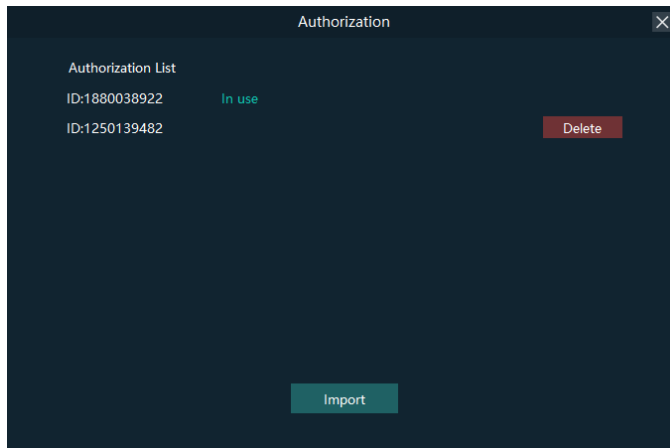 Authorization
Authorization List
ID:1880038922 In use
ID:1250139482 Delete
Import